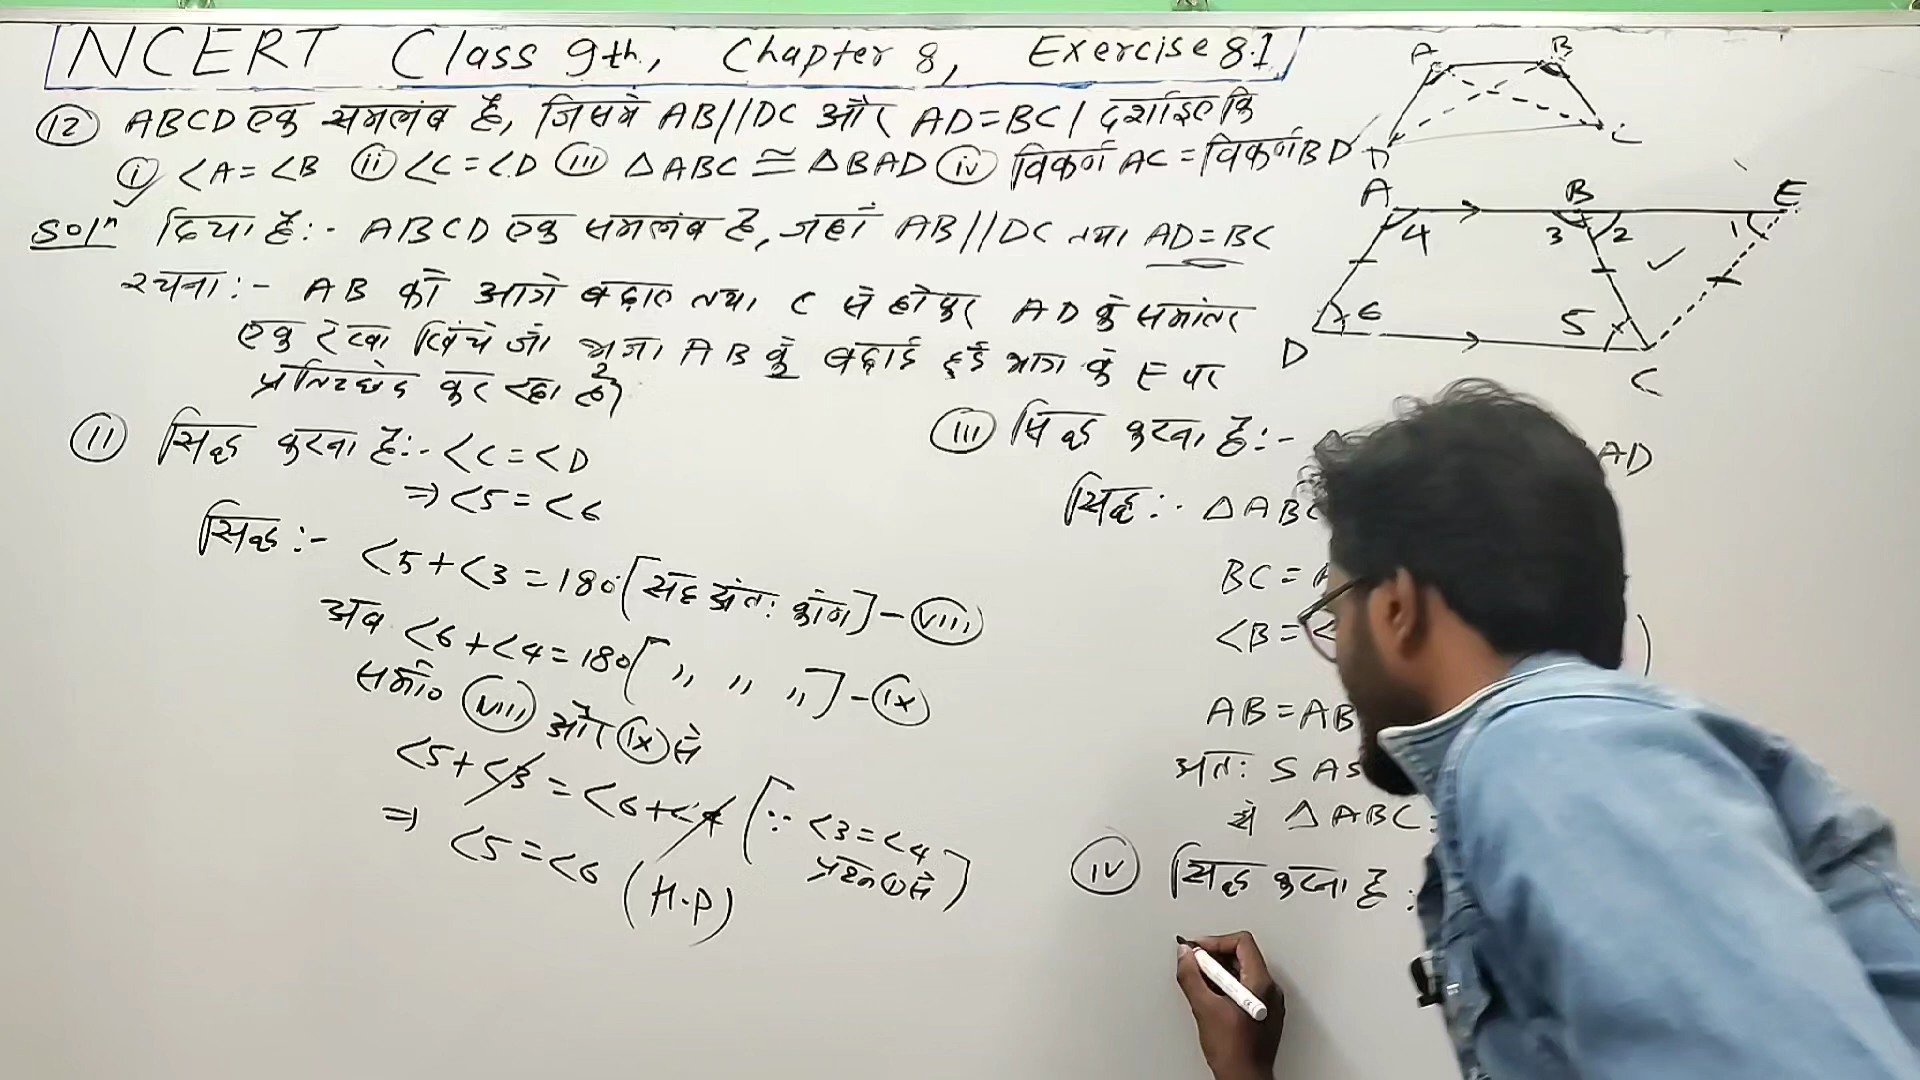 NCERT Class 9th, Chapter 8, Exercise 8.1
(12) ABCD एक समलंब है, जिसमें AB//DC और AD=BC। दर्शाइए कि
(i) <A=<B (ii) <C=<D (iii) △ABC ≅ △BAD (iv) विकर्ण AC=विकर्ण BD
Solⁿ दिया है:- ABCD एक समलंब है, जहां AB//DC तथा AD=BC
रचना:- AB को आगे बढ़ाए तथा C से होकर AD के समांतर
एक रेखा खिंचे जो भुजा AB के बढ़ाई हुई भाग के E पर
प्रतिच्छेद कर रहा है।
(ii) सिद्ध करना है:- <C=<D
⇒ <5=<6
सिद्ध:- <5+<3=180 [सह अंत: कोण] - (viii)
अब <6+<4=180 [ ,, ,, ,, ] - (ix)
समी० (viii) और (ix) से
<5+<3=<6+<4 [∵ <3=<4
प्रश्न (i) से]
⇒ <5=<6 (H.P)
(iii) सिद्ध करना है:- AD
सिद्ध:- △ABC
BC=
<B=<
AB=AB
अत: SAS
से △ABC
(iv) सिद्ध करना है:
A B
C
D
A B E
4 3 2 1
6 5
D C